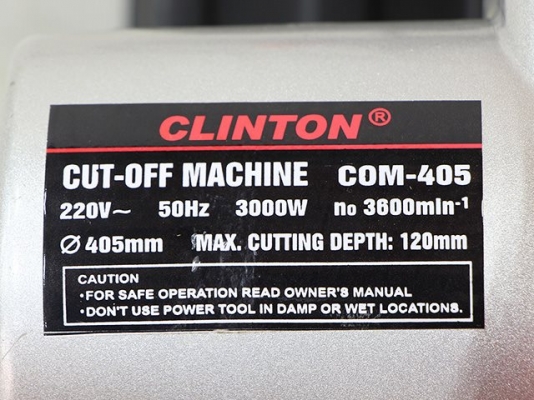 CLINTON®
CUT-OFF MACHINE COM-405
220V~ 50Hz 3000W no 3600min-1
Ø 405mm MAX. CUTTING DEPTH: 120mm
CAUTION
•FOR SAFE OPERATION READ OWNER'S MANUAL
•DON'T USE POWER TOOL IN DAMP OR WET LOCATIONS.